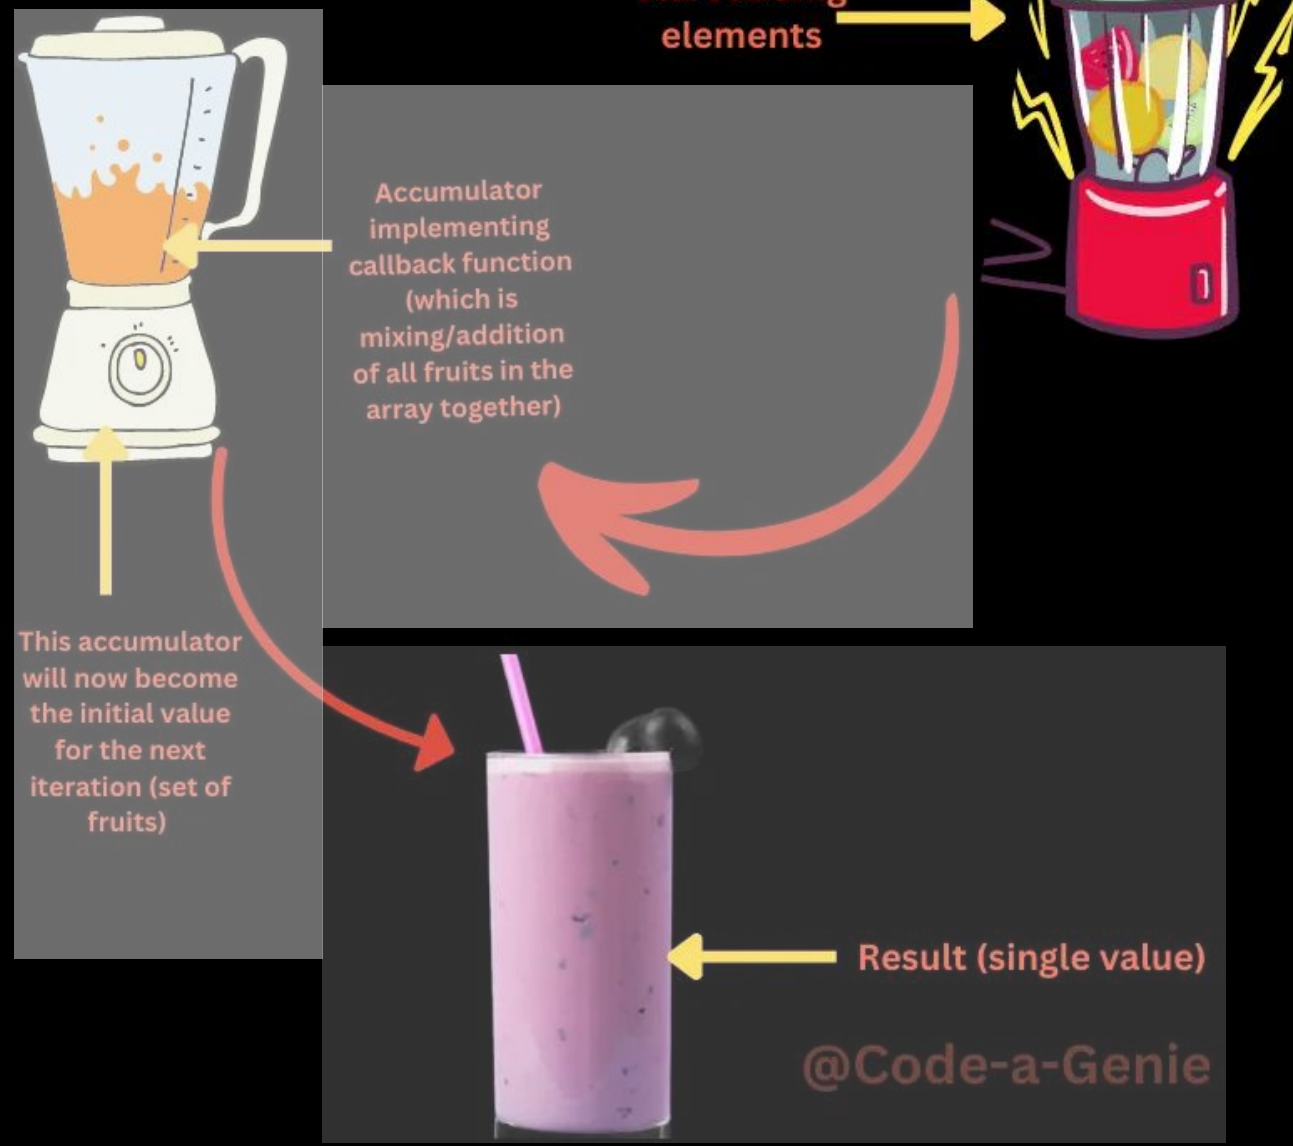 elements
Accumulator
implementing
callback function
(which is
mixing/addition
of all fruits in the
array together)
This accumulator
will now become
the initial value
for the next
iteration (set of
fruits)
Result (single value)
@Code-a-Genie